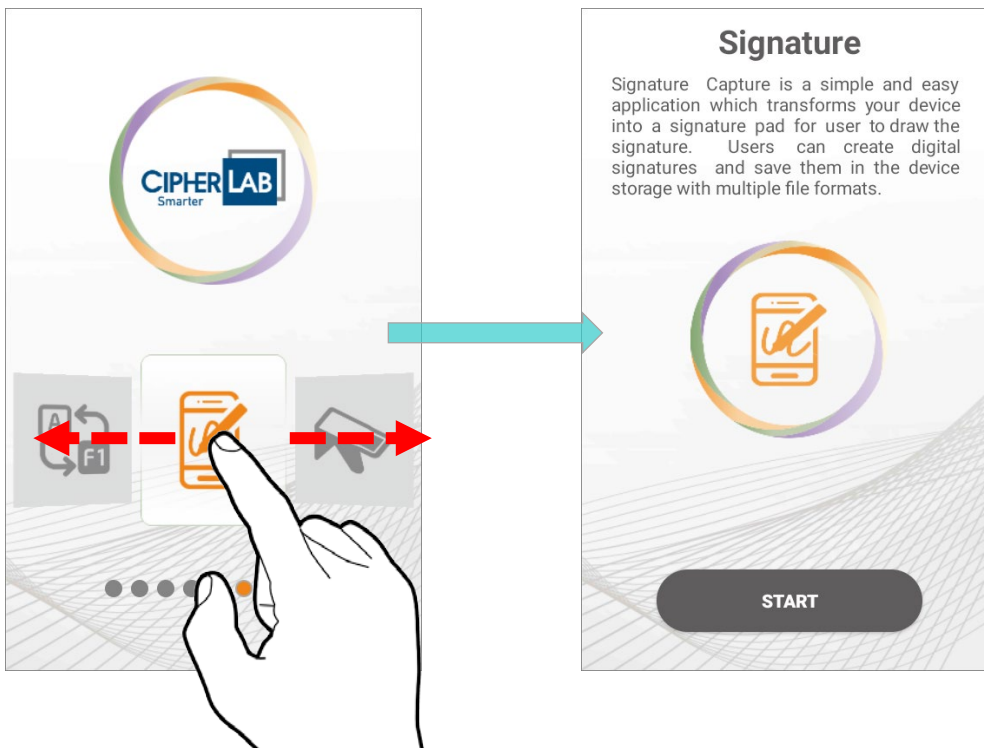 CIPHERLAB
Smarter
A
F1
Signature
Signature Capture is a simple and easy
application which transforms your device
into a signature pad for user to draw the
signature. Users can create digital
signatures and save them in the device
storage with multiple file formats.
START